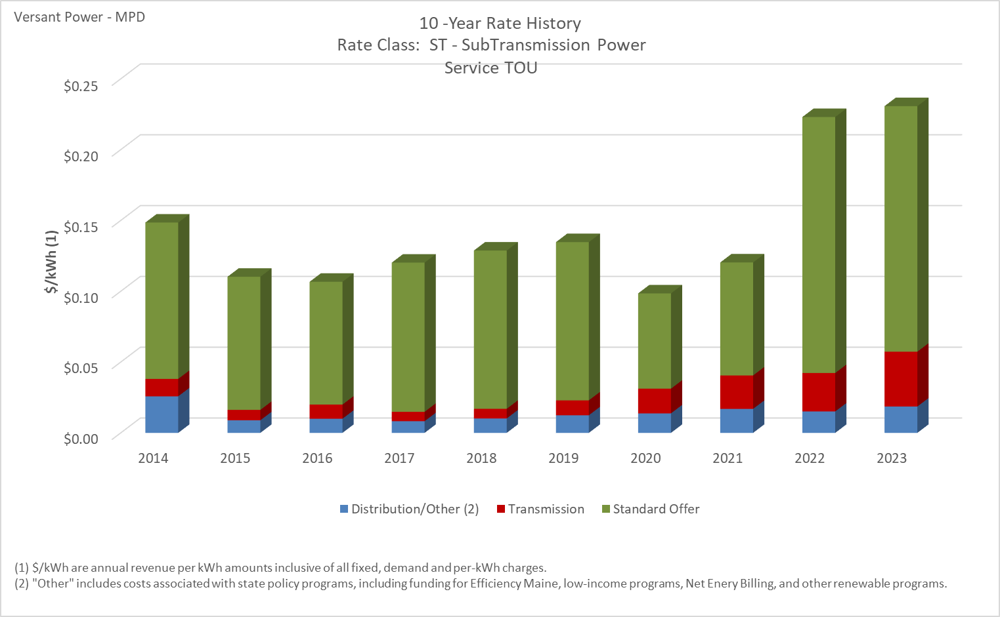 Versant Power - MPD
10 -Year Rate History
Rate Class:  ST - SubTransmission Power
Service TOU
$0.25
$0.20
$0.15
$0.10
$0.05
$0.00
$/kWh (1)
2014 2015 2016 2017 2018 2019 2020 2021 2022 2023
Distribution/Other (2) Transmission Standard Offer
(1) $/kWh are annual revenue per kWh amounts inclusive of all fixed, demand and per-kWh charges.
(2) "Other" includes costs associated with state policy programs, including funding for Efficiency Maine, low-income programs, Net Enery Billing, and other renewable programs.